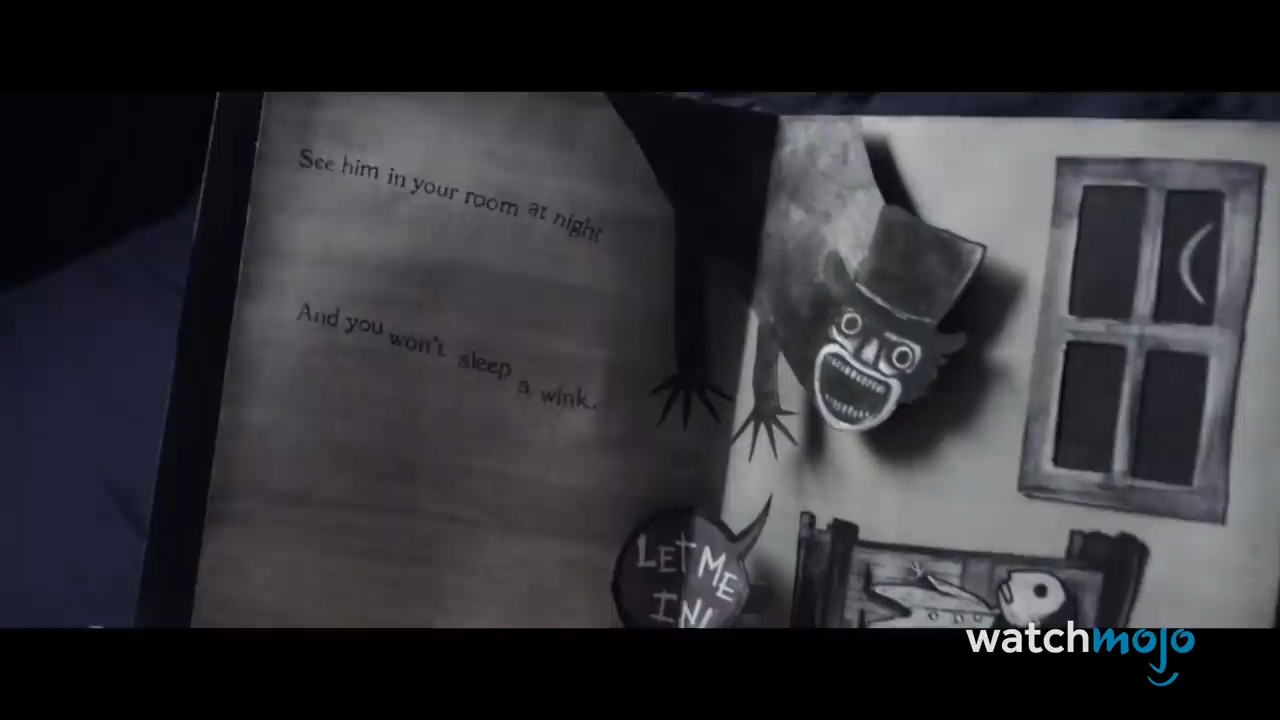 See him in your room at night
And you won't sleep a wink.
LET ME
IN!
watchmojo